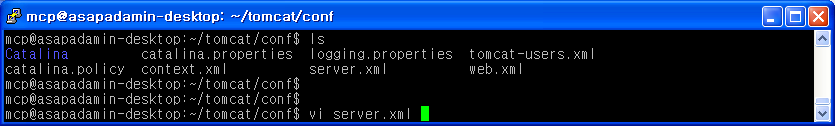 mcp@asapadamin-desktop: ~/tomcat/conf
mcp@asapadamin-desktop:~/tomcat/conf$ ls
Catalina catalina.properties logging.properties tomcat-users.xml
catalina.policy context.xml server.xml web.xml
mcp@asapadamin-desktop:~/tomcat/conf$
mcp@asapadamin-desktop:~/tomcat/conf$
mcp@asapadamin-desktop:~/tomcat/conf$ vi server.xml